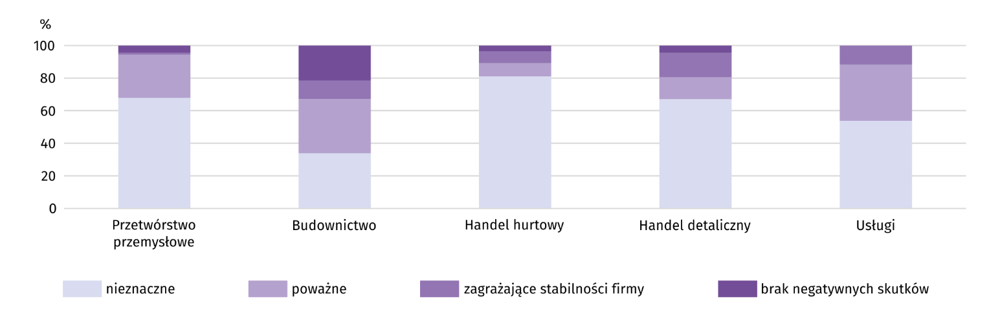 %
100
80
60
40
20
0
Przetwórstwo
przemysłowe
Budownictwo
Handel hurtowy
Handel detaliczny
Usługi
nieznaczne
poważne
zagrażające stabilności firmy
brak negatywnych skutków